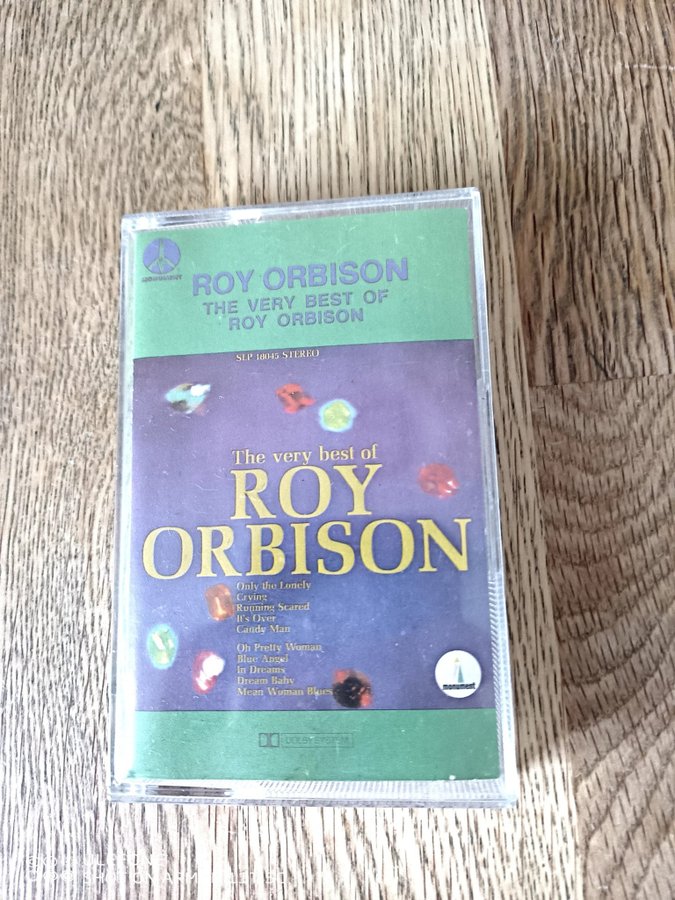 MONUMENT
ROY ORBISON
THE VERY BEST OF
ROY ORBISON
SLP 18045 STEREO
The very best of
ROY
ORBISON
Only the Lonely
Crying
Running Scared
It's Over
Candy Man
Oh Pretty Woman
Blue Angel
In Dreams
Dream Baby
Mean Woman Blues
monument
DOLBY SYSTEM